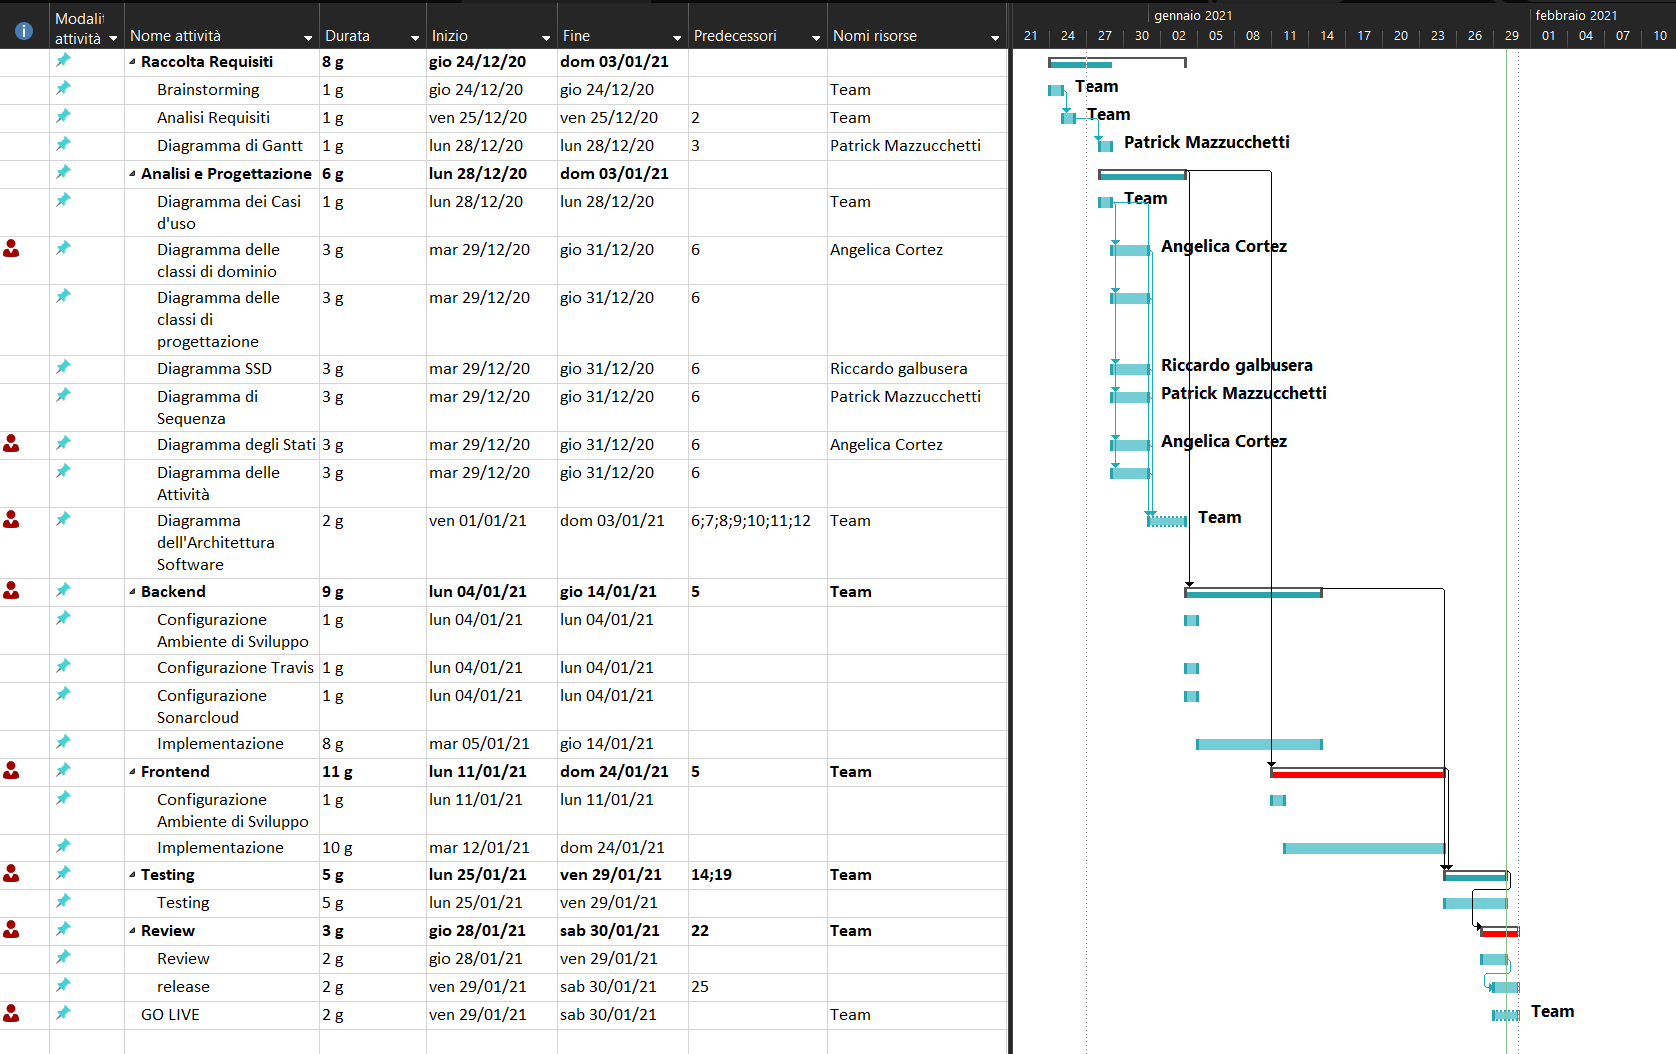 gennaio 2021 febbraio 2021
Modalit
attività Nome attività Durata Inizio Fine Predecessori Nomi risorse 21 24 27 30 02 05 08 11 14 17 20 23 26 29 01 04 07 10
Raccolta Requisiti 8 g gio 24/12/20 dom 03/01/21
Brainstorming 1 g gio 24/12/20 gio 24/12/20 Team Team
Analisi Requisiti 1 g ven 25/12/20 ven 25/12/20 2 Team Team
Diagramma di Gantt 1 g lun 28/12/20 lun 28/12/20 3 Patrick Mazzucchetti Patrick Mazzucchetti
Analisi e Progettazione 6 g lun 28/12/20 dom 03/01/21
Diagramma dei Casi 1 g lun 28/12/20 lun 28/12/20 Team Team
d'uso
Diagramma delle 3 g mar 29/12/20 gio 31/12/20 6 Angelica Cortez Angelica Cortez
classi di dominio
Diagramma delle 3 g mar 29/12/20 gio 31/12/20 6
classi di
progettazione
Diagramma SSD 3 g mar 29/12/20 gio 31/12/20 6 Riccardo galbusera Riccardo galbusera
Diagramma di 3 g mar 29/12/20 gio 31/12/20 6 Patrick Mazzucchetti Patrick Mazzucchetti
Sequenza
Diagramma degli Stati 3 g mar 29/12/20 gio 31/12/20 6 Angelica Cortez Angelica Cortez
Diagramma delle 3 g mar 29/12/20 gio 31/12/20 6
Attività
Diagramma 2 g ven 01/01/21 dom 03/01/21 6;7;8;9;10;11;12 Team Team
dell'Architettura
Software
Backend 9 g lun 04/01/21 gio 14/01/21 5 Team
Configurazione 1 g lun 04/01/21 lun 04/01/21
Ambiente di Sviluppo
Configurazione Travis 1 g lun 04/01/21 lun 04/01/21
Configurazione 1 g lun 04/01/21 lun 04/01/21
Sonarcloud
Implementazione 8 g mar 05/01/21 gio 14/01/21
Frontend 11 g lun 11/01/21 dom 24/01/21 5 Team
Configurazione 1 g lun 11/01/21 lun 11/01/21
Ambiente di Sviluppo
Implementazione 10 g mar 12/01/21 dom 24/01/21
Testing 5 g lun 25/01/21 ven 29/01/21 14;19 Team
Testing 5 g lun 25/01/21 ven 29/01/21
Review 3 g gio 28/01/21 sab 30/01/21 22 Team
Review 2 g gio 28/01/21 ven 29/01/21
release 2 g ven 29/01/21 sab 30/01/21 25
GO LIVE 2 g ven 29/01/21 sab 30/01/21 Team Team